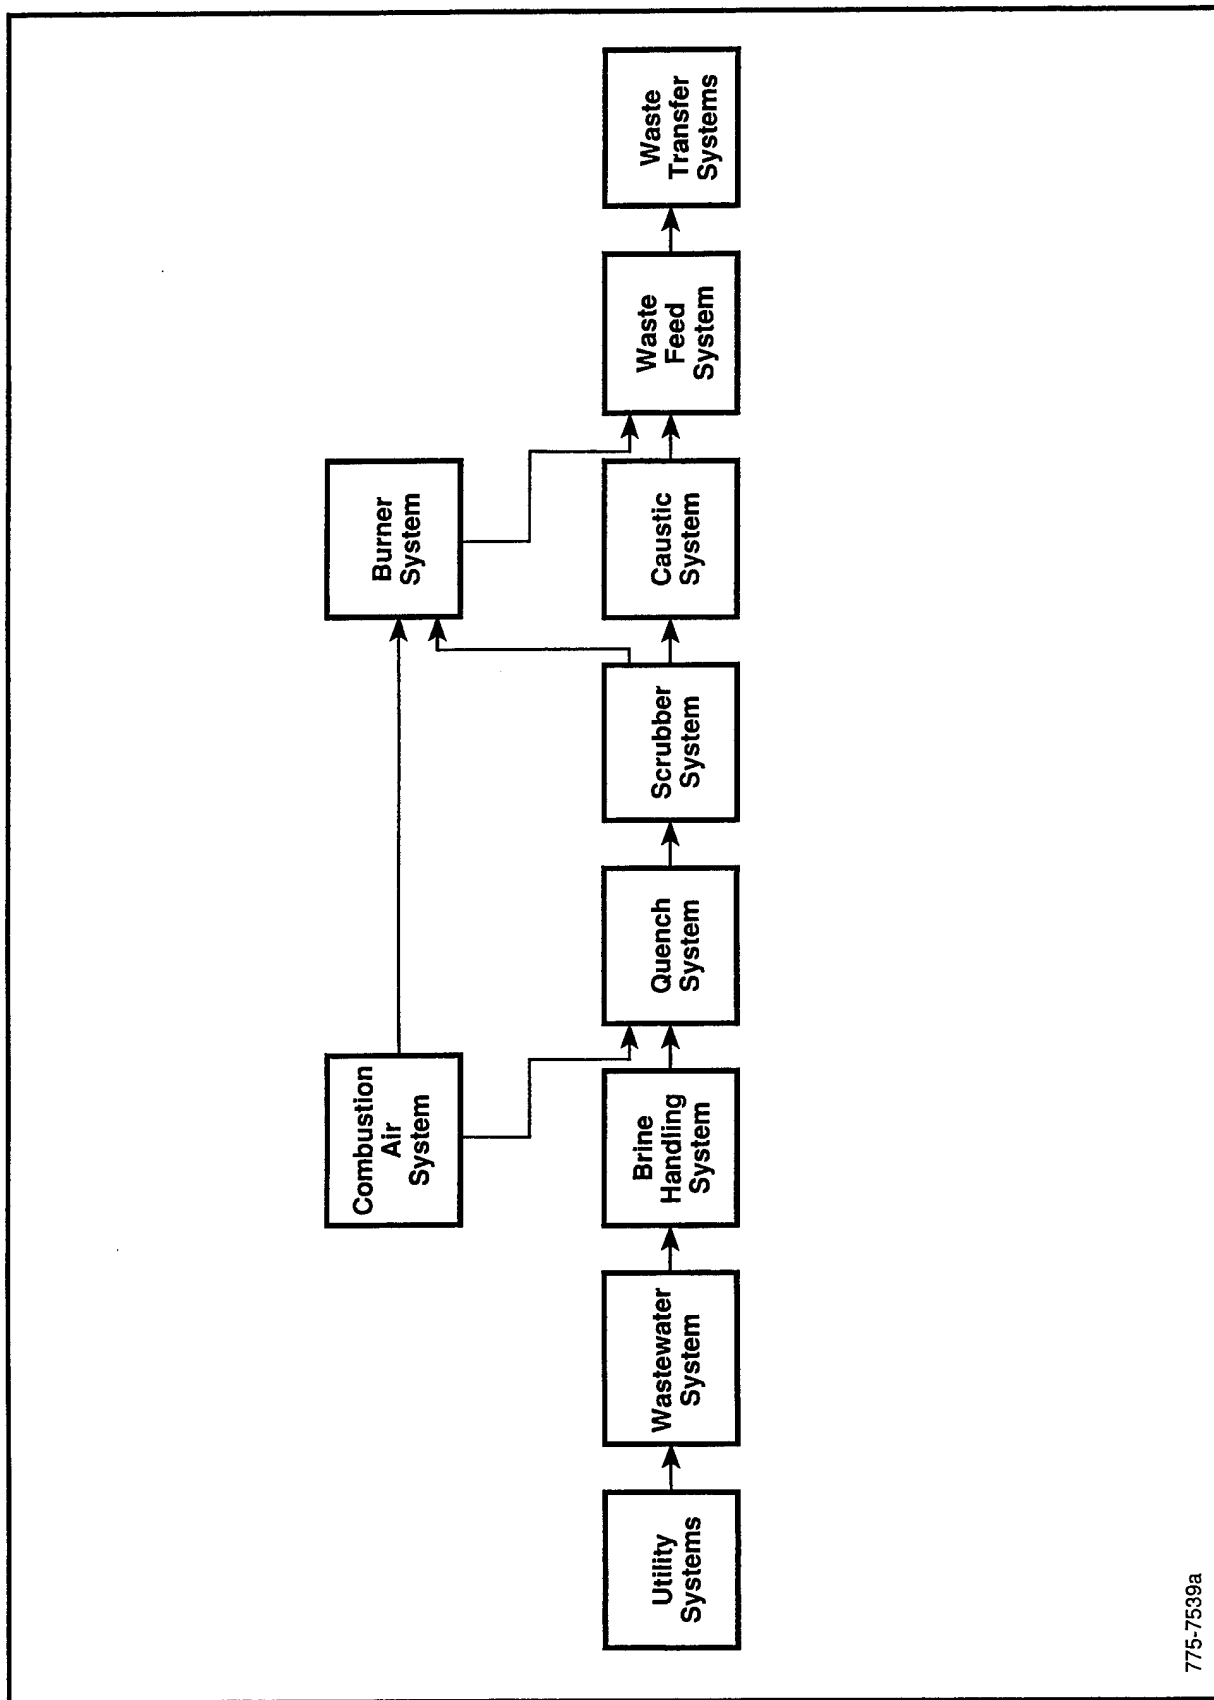 Combustion
Air
System
Burner
System
Utility
Systems
Wastewater
System
Brine
Handling
System
Quench
System
Scrubber
System
Caustic
System
Waste
Feed
System
Waste
Transfer
Systems
775-7539a